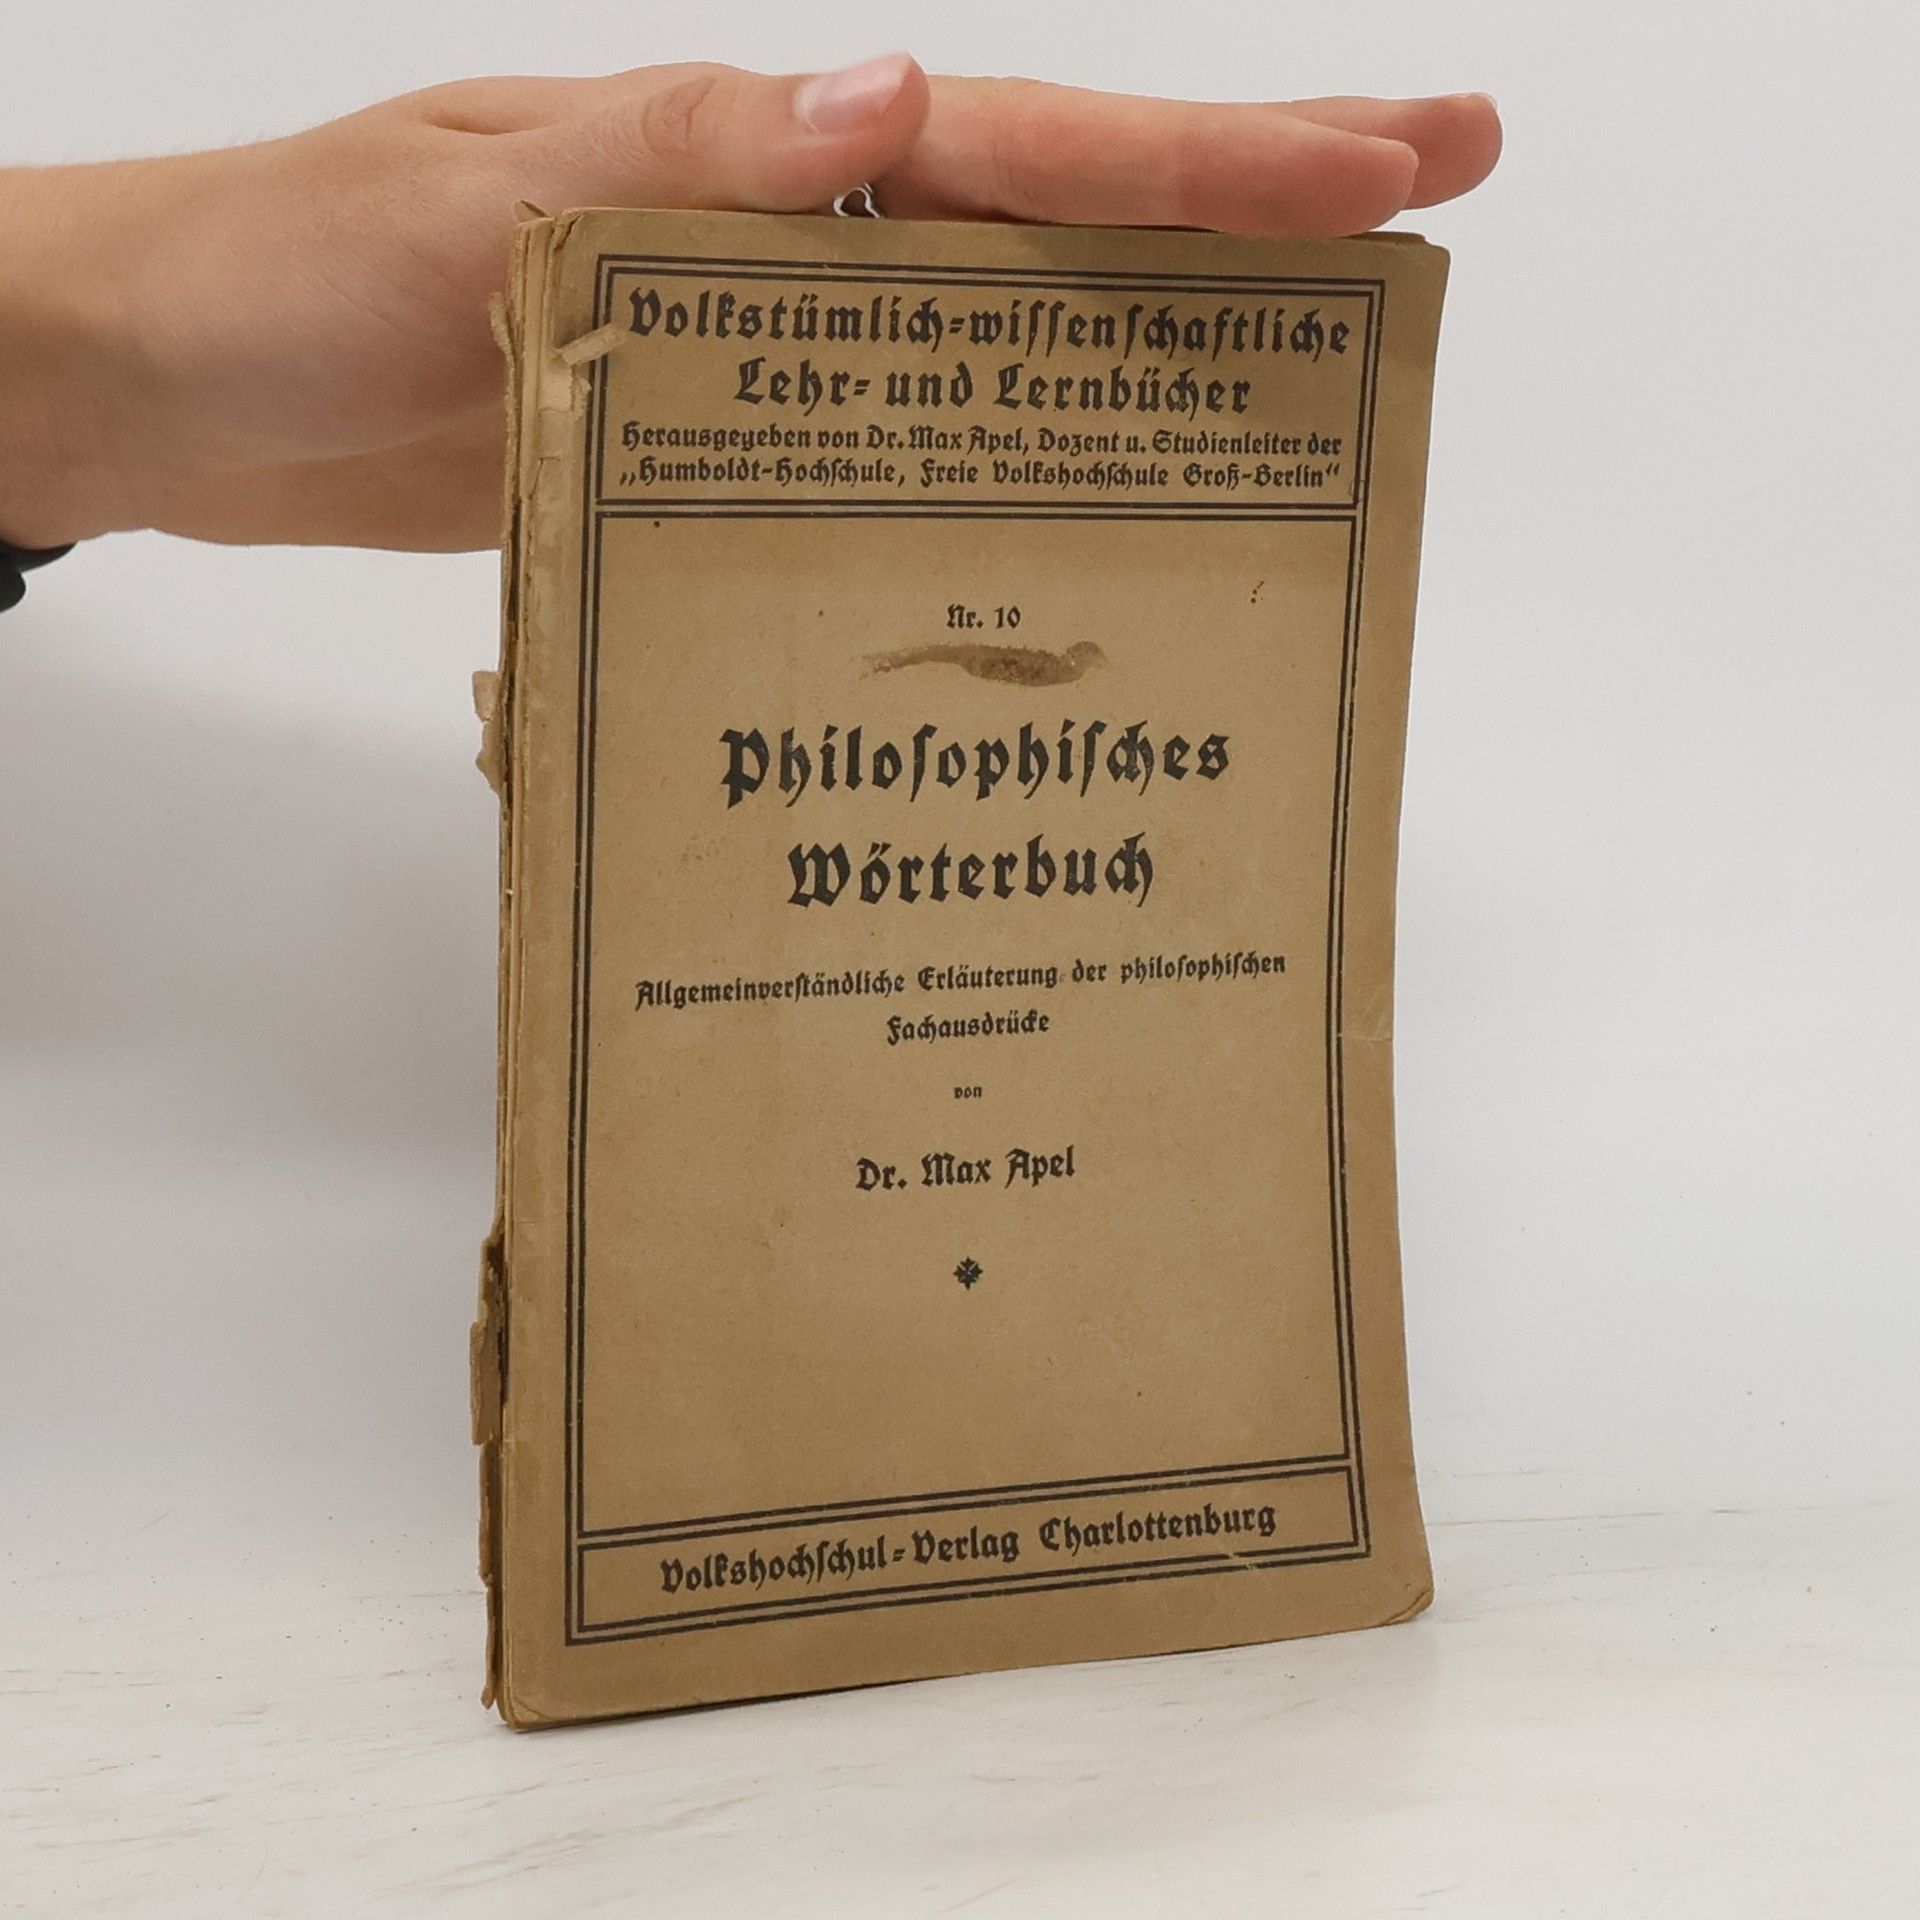 Volkstümlich-wiſſenſchaftliche
Lehr- und Lernbücher
Herausgegeben von Dr. Max Apel, Dozent u. Studienleiter der
„Humboldt-Hochſchule, Freie Volkshochſchule Groß-Berlin“
Nr. 10
Philoſophiſches
Wörterbuch
Allgemeinverſtändliche Erläuterung der philoſophiſchen
Fachausdrücke
von
Dr. Max Apel
Volkshochſchul-Verlag Charlottenburg